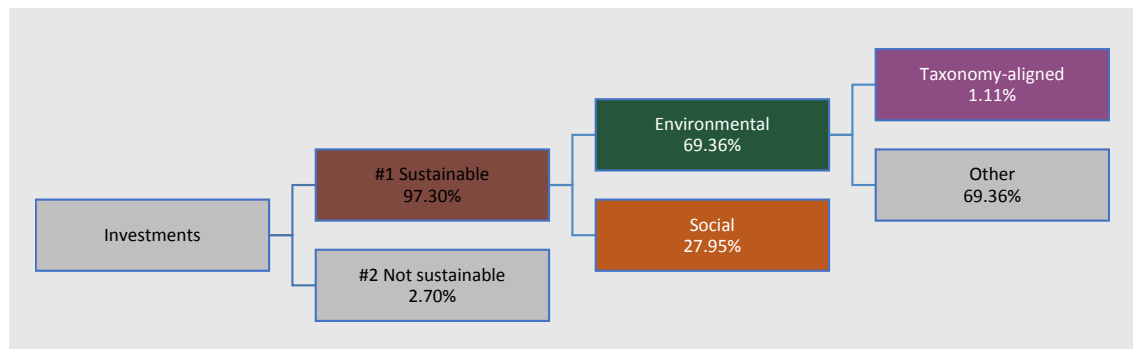 Investments
#1 Sustainable
97.30%
#2 Not sustainable
2.70%
Environmental
69.36%
Social
27.95%
Taxonomy-aligned
1.11%
Other
69.36%